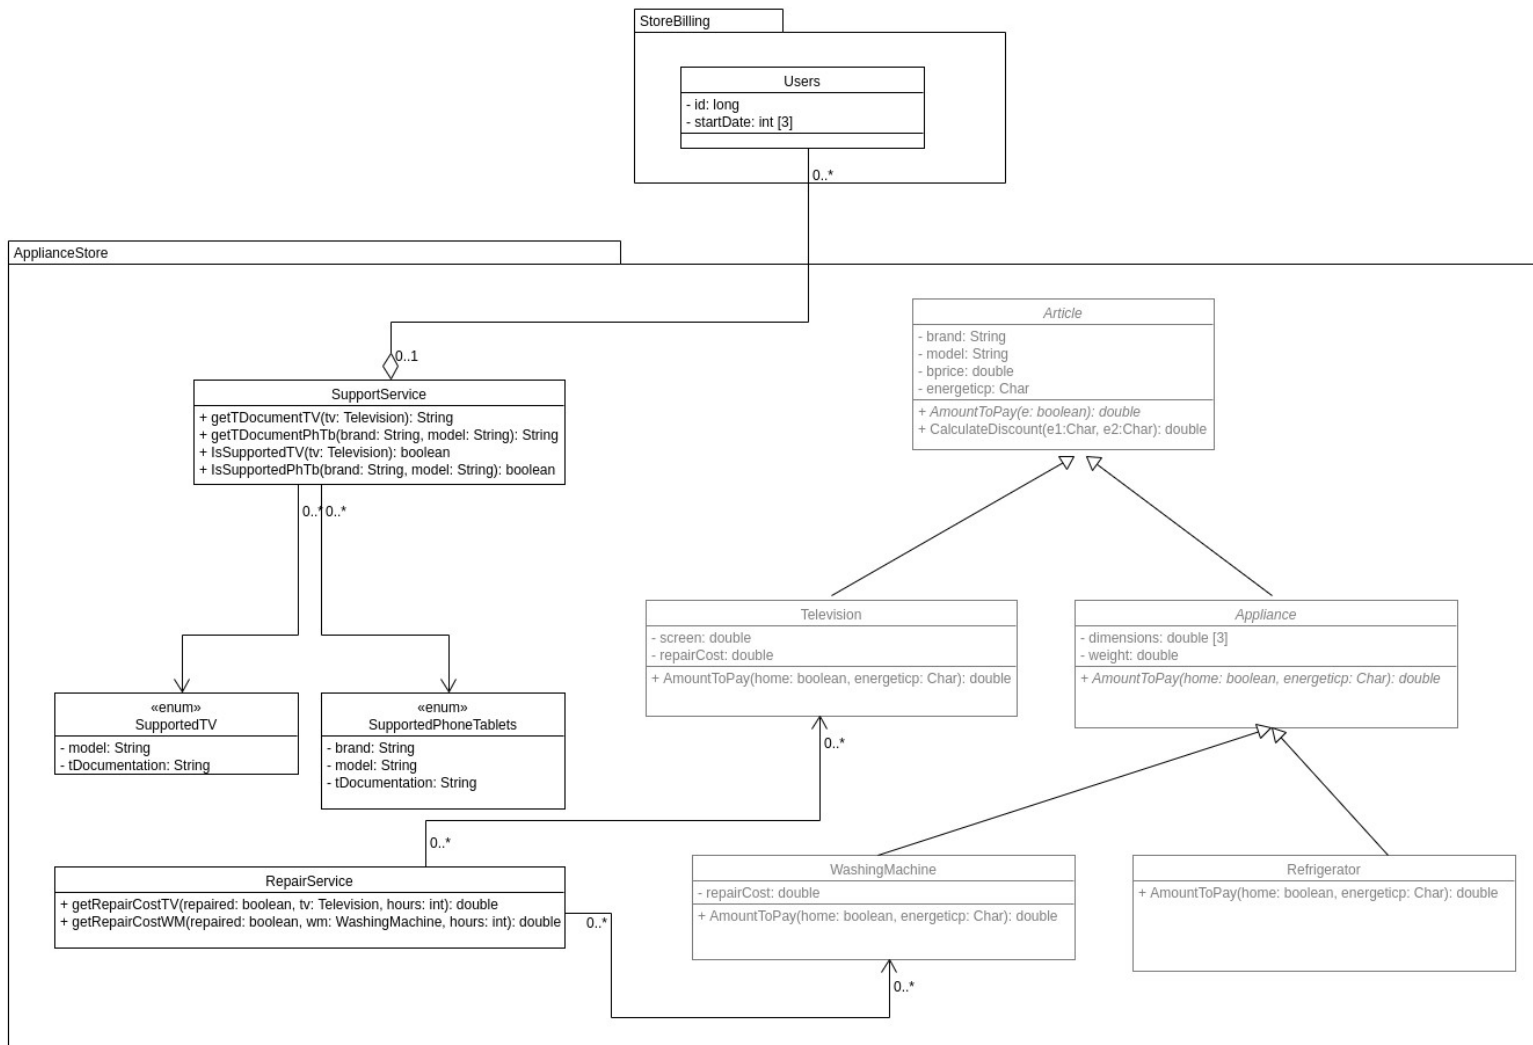 StoreBilling
Users
- id: long
- startDate: int [3]
0..*
ApplianceStore
0..1
SupportService
+ getTDocumentTV(tv: Television): String
+ getTDocumentPhTb(brand: String, model: String): String
+ IsSupportedTV(tv: Television): boolean
+ IsSupportedPhTb(brand: String, model: String): boolean
0..*
0..*
Article
- brand: String
- model: String
- bprice: double
- energeticp: Char
+ AmountToPay(e: boolean): double
+ CalculateDiscount(e1:Char, e2:Char): double
Television
- screen: double
- repairCost: double
+ AmountToPay(home: boolean, energeticp: Char): double
Appliance
- dimensions: double [3]
- weight: double
+ AmountToPay(home: boolean, energeticp: Char): double
«enum»
SupportedTV
- model: String
- tDocumentation: String
«enum»
SupportedPhoneTablets
- brand: String
- model: String
- tDocumentation: String
0..*
0..*
RepairService
+ getRepairCostTV(repaired: boolean, tv: Television, hours: int): double
+ getRepairCostWM(repaired: boolean, wm: WashingMachine, hours: int): double
0..*
WashingMachine
- repairCost: double
+ AmountToPay(home: boolean, energeticp: Char): double
Refrigerator
+ AmountToPay(home: boolean, energeticp: Char): double
0..*